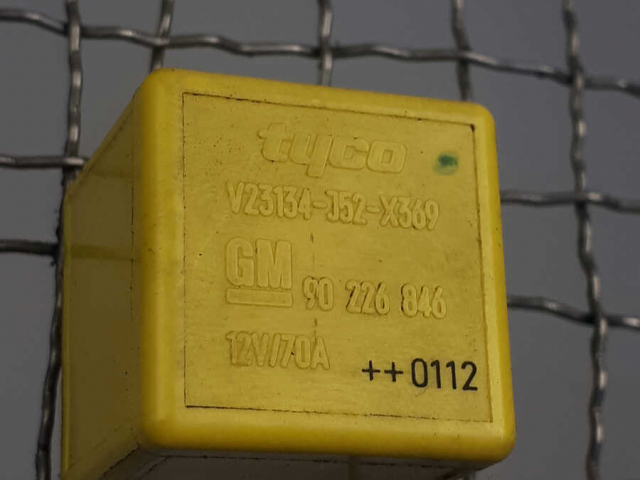 tyco
V23134-J52-X369
GM 90 226 846
12V/70A ++0112